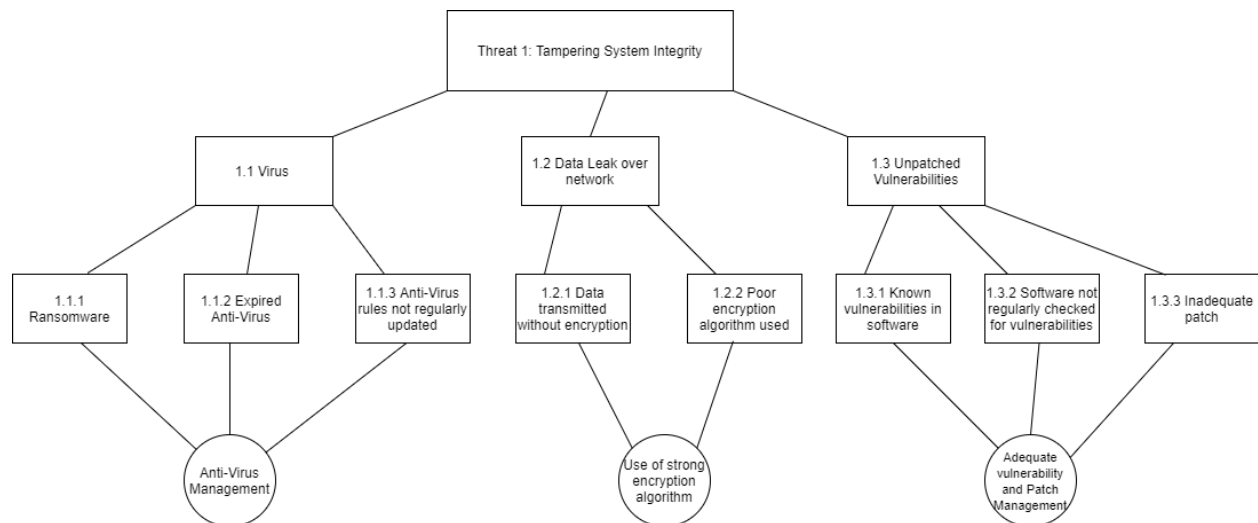 Threat 1: Tampering System Integrity
1.1 Virus
1.2 Data Leak over
network
1.3 Unpatched
Vulnerabilities
1.1.1
Ransomware
1.1.2 Expired
Anti-Virus
1.1.3 Anti-Virus
rules not regularly
updated
1.2.1 Data
transmitted
without encryption
1.2.2 Poor
encryption
algorithm used
1.3.1 Known
vulnerabilities in
software
1.3.2 Software not
regularly checked
for vulnerabilities
1.3.3 Inadequate
patch
Anti-Virus
Management
Use of strong
encryption
algorithm
Adequate
vulnerability
and Patch
Management